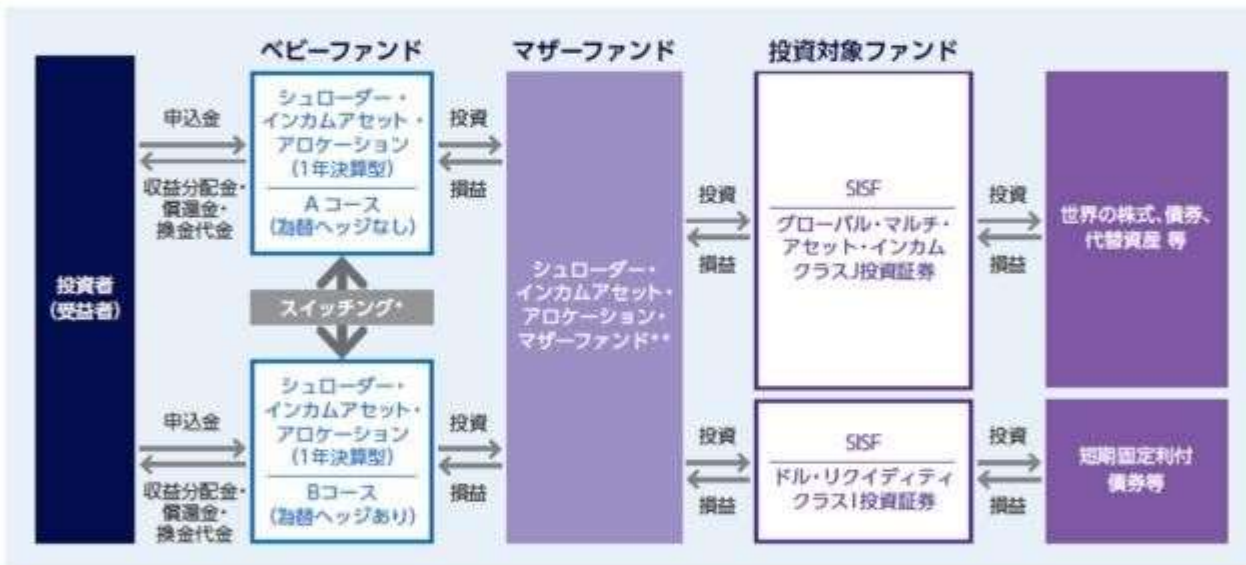 ベビーファンド
マザーファンド
投資対象ファンド
投資者
(受益者)
申込金
収益分配金・
償還金・
換金代金
シュローダー・
インカムアセット・
アロケーション
(1年決算型)
Aコース
(為替ヘッジなし)
投資
損益
スイッチング*
申込金
収益分配金・
償還金・
換金代金
シュローダー・
インカムアセット・
アロケーション
(1年決算型)
Bコース
(為替ヘッジあり)
投資
損益
シュローダー・
インカムアセット・
アロケーション・
マザーファンド**
投資
損益
SISF
グローバル・マルチ・
アセット・インカム
クラスJ投資証券
投資
損益
世界の株式、債券、
代替資産 等
投資
損益
SISF
ドル・リクイディティ
クラスI投資証券
投資
損益
短期固定利付
債券等